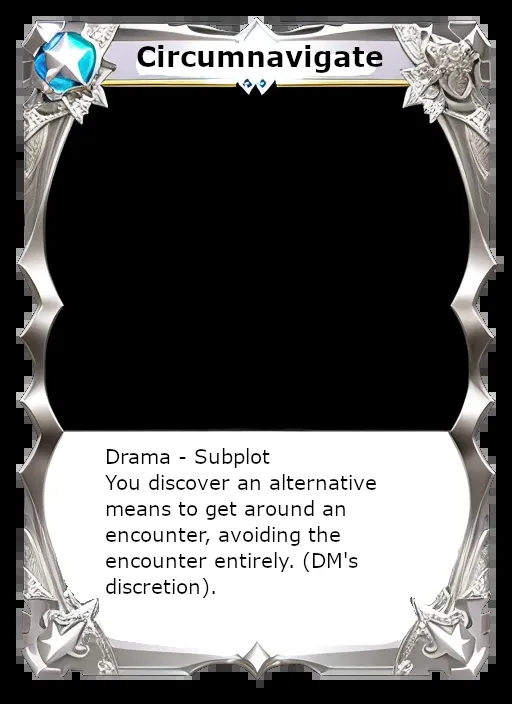 Circumnavigate
Drama - Subplot
You discover an alternative
means to get around an
encounter, avoiding the
encounter entirely. (DM's
discretion).